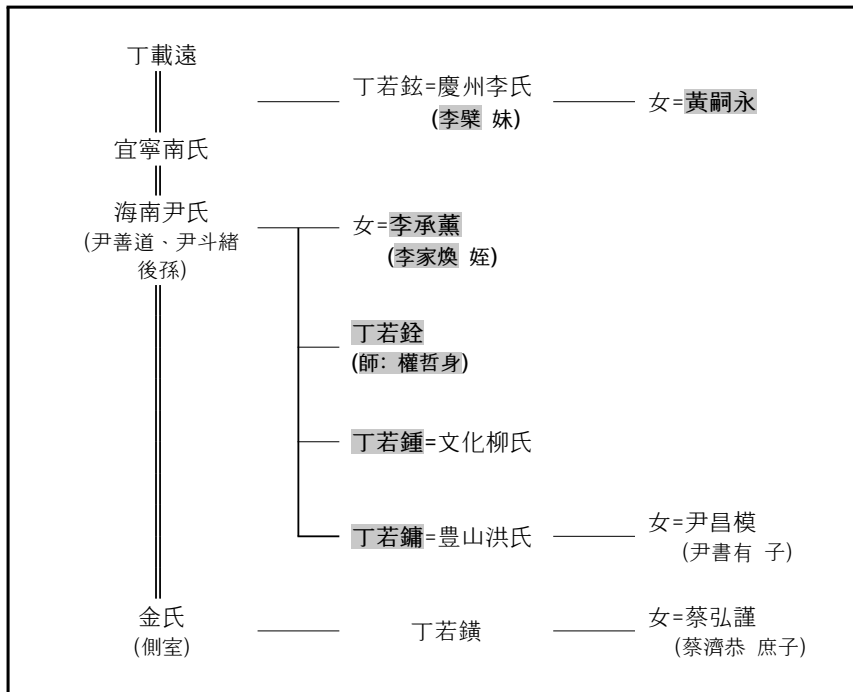 丁載遠
丁若鉉=慶州李氏
(李檗 妹)
女=黃嗣永
宜寧南氏
海南尹氏
(尹善道、尹斗緖
後孫)
女=李承薰
(李家煥 姪)
丁若銓
(師: 權哲身)
丁若鍾=文化柳氏
丁若鏞=豊山洪氏
女=尹昌模
(尹書有 子)
金氏
(側室)
丁若鐄
女=蔡弘謹
(蔡濟恭 庶子)